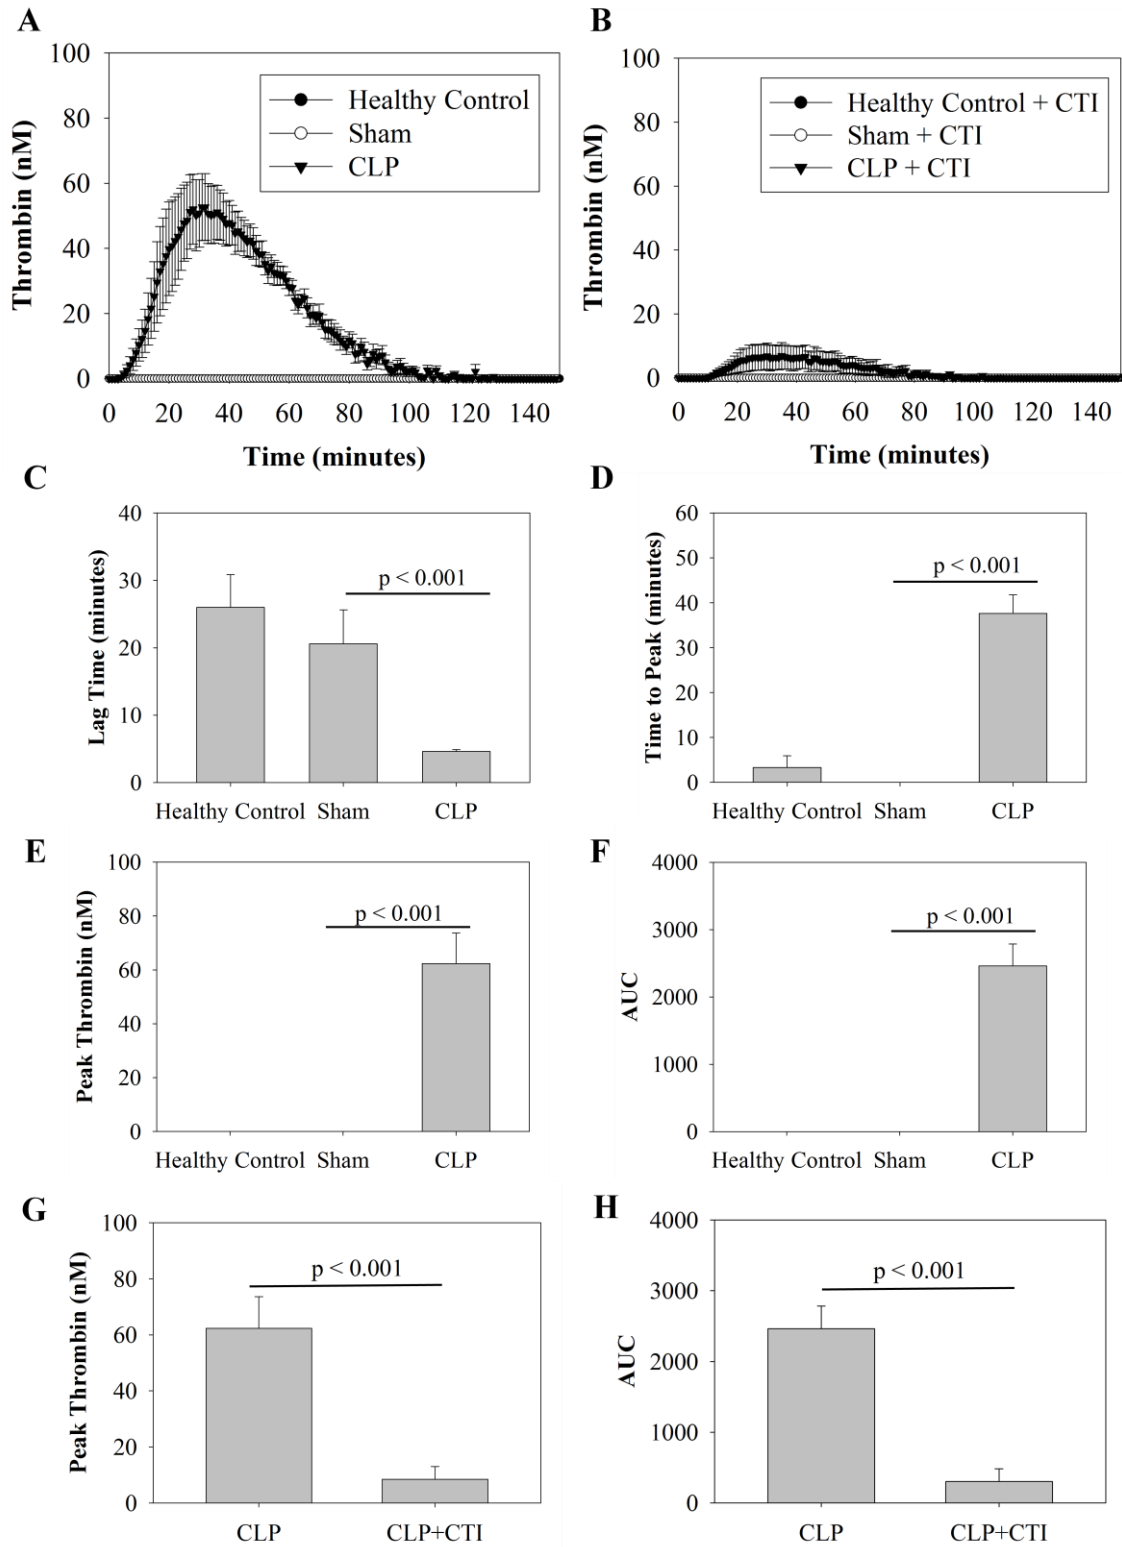 A
Thrombin (nM)
100
80
60
40
20
0
Healthy Control
Sham
CLP
0 20 40 60 80 100 120 140
Time (minutes)
B
Thrombin (nM)
100
80
60
40
20
0
Healthy Control + CTI
Sham + CTI
CLP + CTI
0 20 40 60 80 100 120 140
Time (minutes)
C
Lag Time (minutes)
40
30
20
10
0
p < 0.001
Healthy Control Sham CLP
D
Time to Peak (minutes)
60
50
40
30
20
10
0
p < 0.001
Healthy Control Sham CLP
E
Peak Thrombin (nM)
100
80
60
40
20
0
p < 0.001
Healthy Control Sham CLP
F
AUC
4000
3000
2000
1000
0
p < 0.001
Healthy Control Sham CLP
G
Peak Thrombin (nM)
100
80
60
40
20
0
p < 0.001
CLP CLP+CTI
H
AUC
4000
3000
2000
1000
0
p < 0.001
CLP CLP+CTI